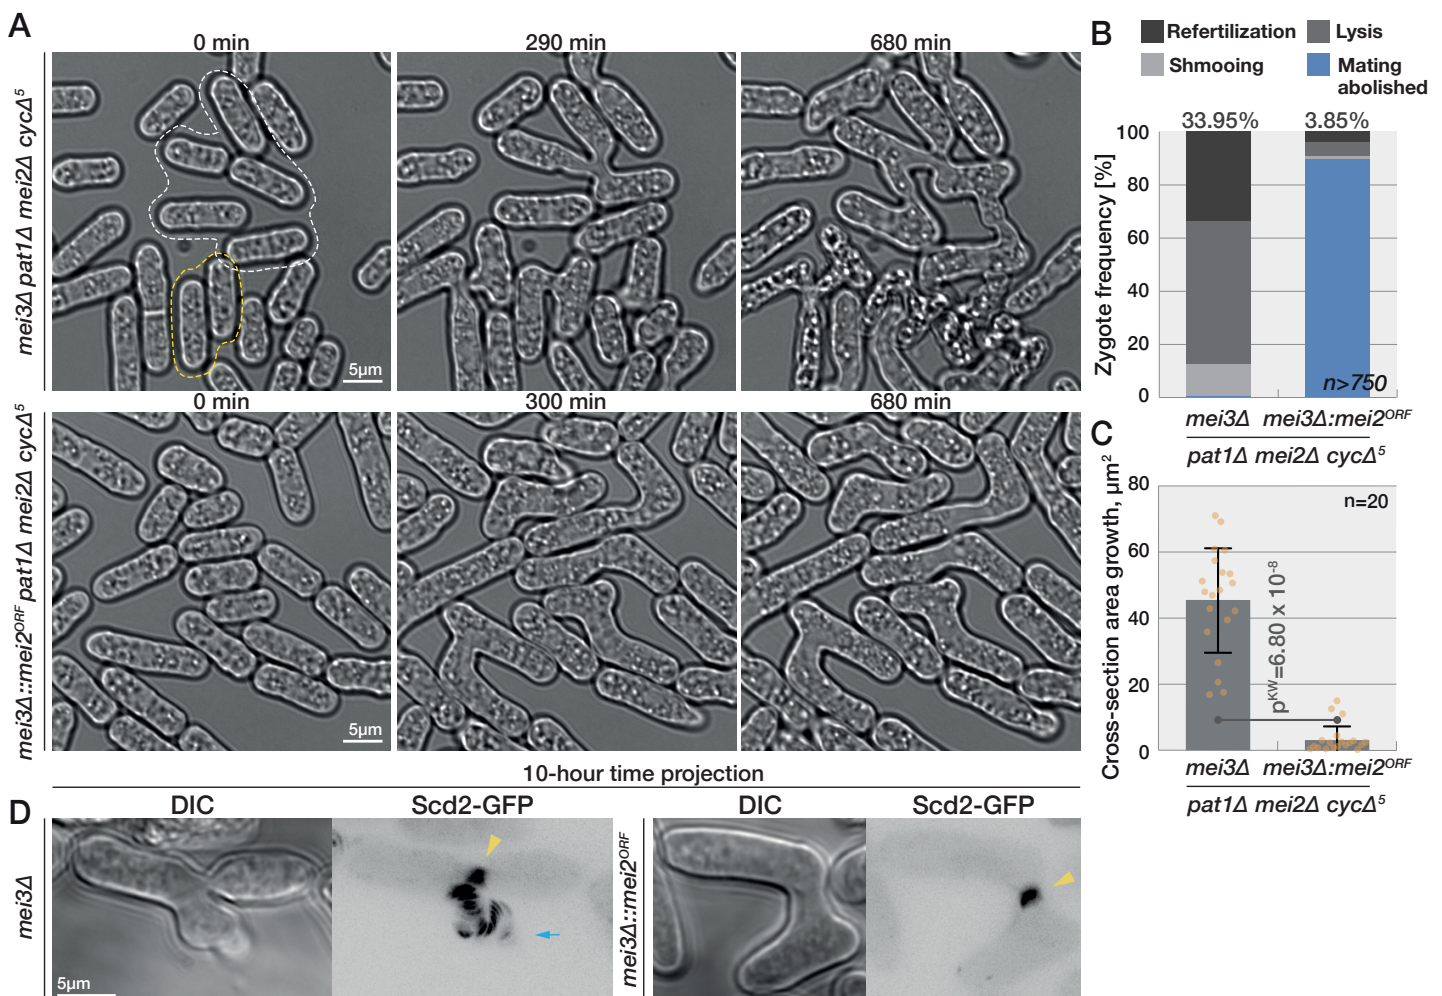 A
0 min
290 min
680 min
mei3Δ pat1Δ mei2Δ cycΔ⁵
5µm
0 min
300 min
680 min
mei3Δ::mei2ᴼᴿᶠ pat1Δ mei2Δ cycΔ⁵
5µm
B
Refertilization
Lysis
Shmooing
Mating
abolished
33.95%
3.85%
Zygote frequency [%]
100
80
60
40
20
0
n>750
mei3Δ
mei3Δ:mei2ᴼᴿᶠ
pat1Δ mei2Δ cycΔ⁵
C
Cross-section area growth, µm²
80
60
40
20
0
n=20
pᴷᵂ=6.80 x 10⁻⁸
mei3Δ
mei3Δ:mei2ᴼᴿᶠ
pat1Δ mei2Δ cycΔ⁵
10-hour time projection
D
DIC
Scd2-GFP
DIC
Scd2-GFP
mei3Δ
5µm
mei3Δ::mei2ᴼᴿᶠ